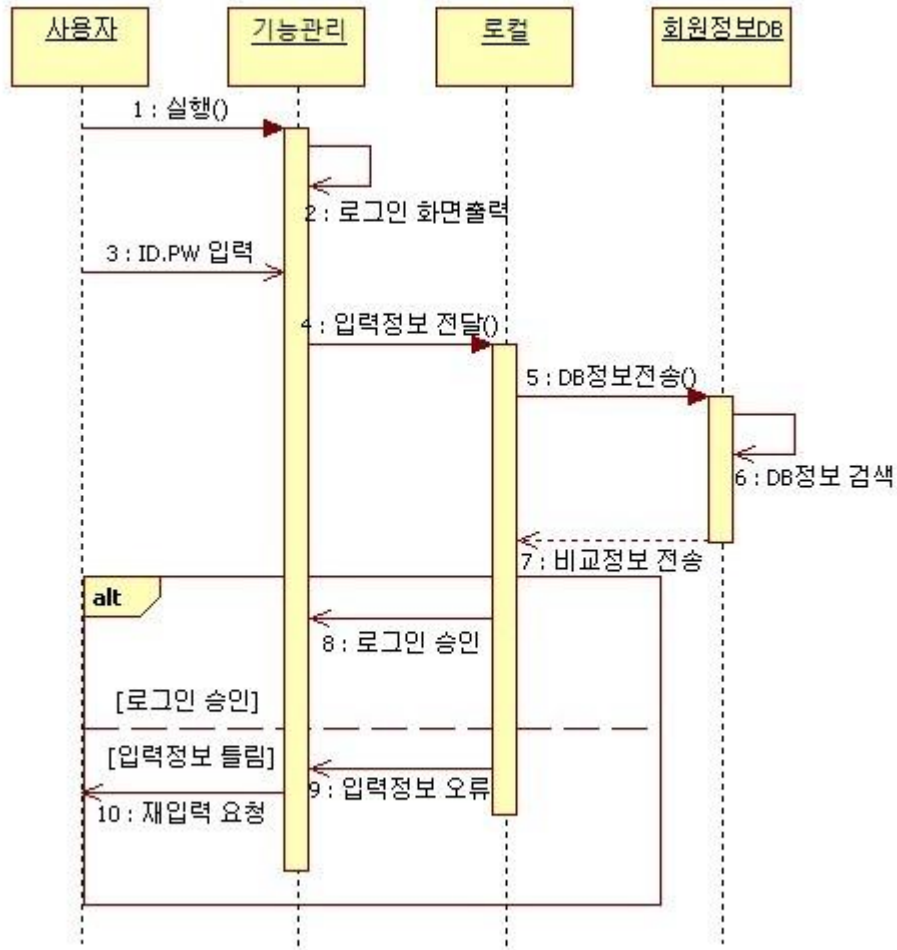 사용자
기능관리
로컬
회원정보DB
1 : 실행()
2 : 로그인 화면출력
3 : ID.PW 입력
4 : 입력정보 전달()
5 : DB정보전송()
6 : DB정보 검색
7 : 비교정보 전송
alt
8 : 로그인 승인
[로그인 승인]
[입력정보 틀림]
9 : 입력정보 오류
10 : 재입력 요청